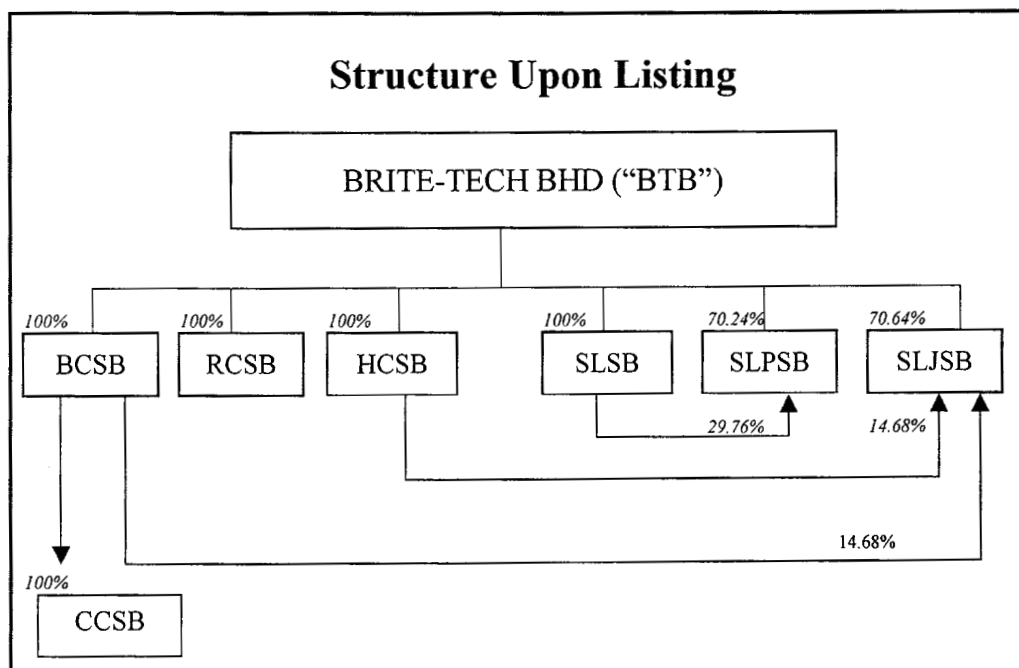 Structure Upon Listing
BRITE-TECH BHD (“BTB”)
100% 100% 100% 100% 70.24% 70.64%
BCSB RCSB HCSB SLSB SLPSB SLJSB
29.76% 14.68%
14.68%
100%
CCSB